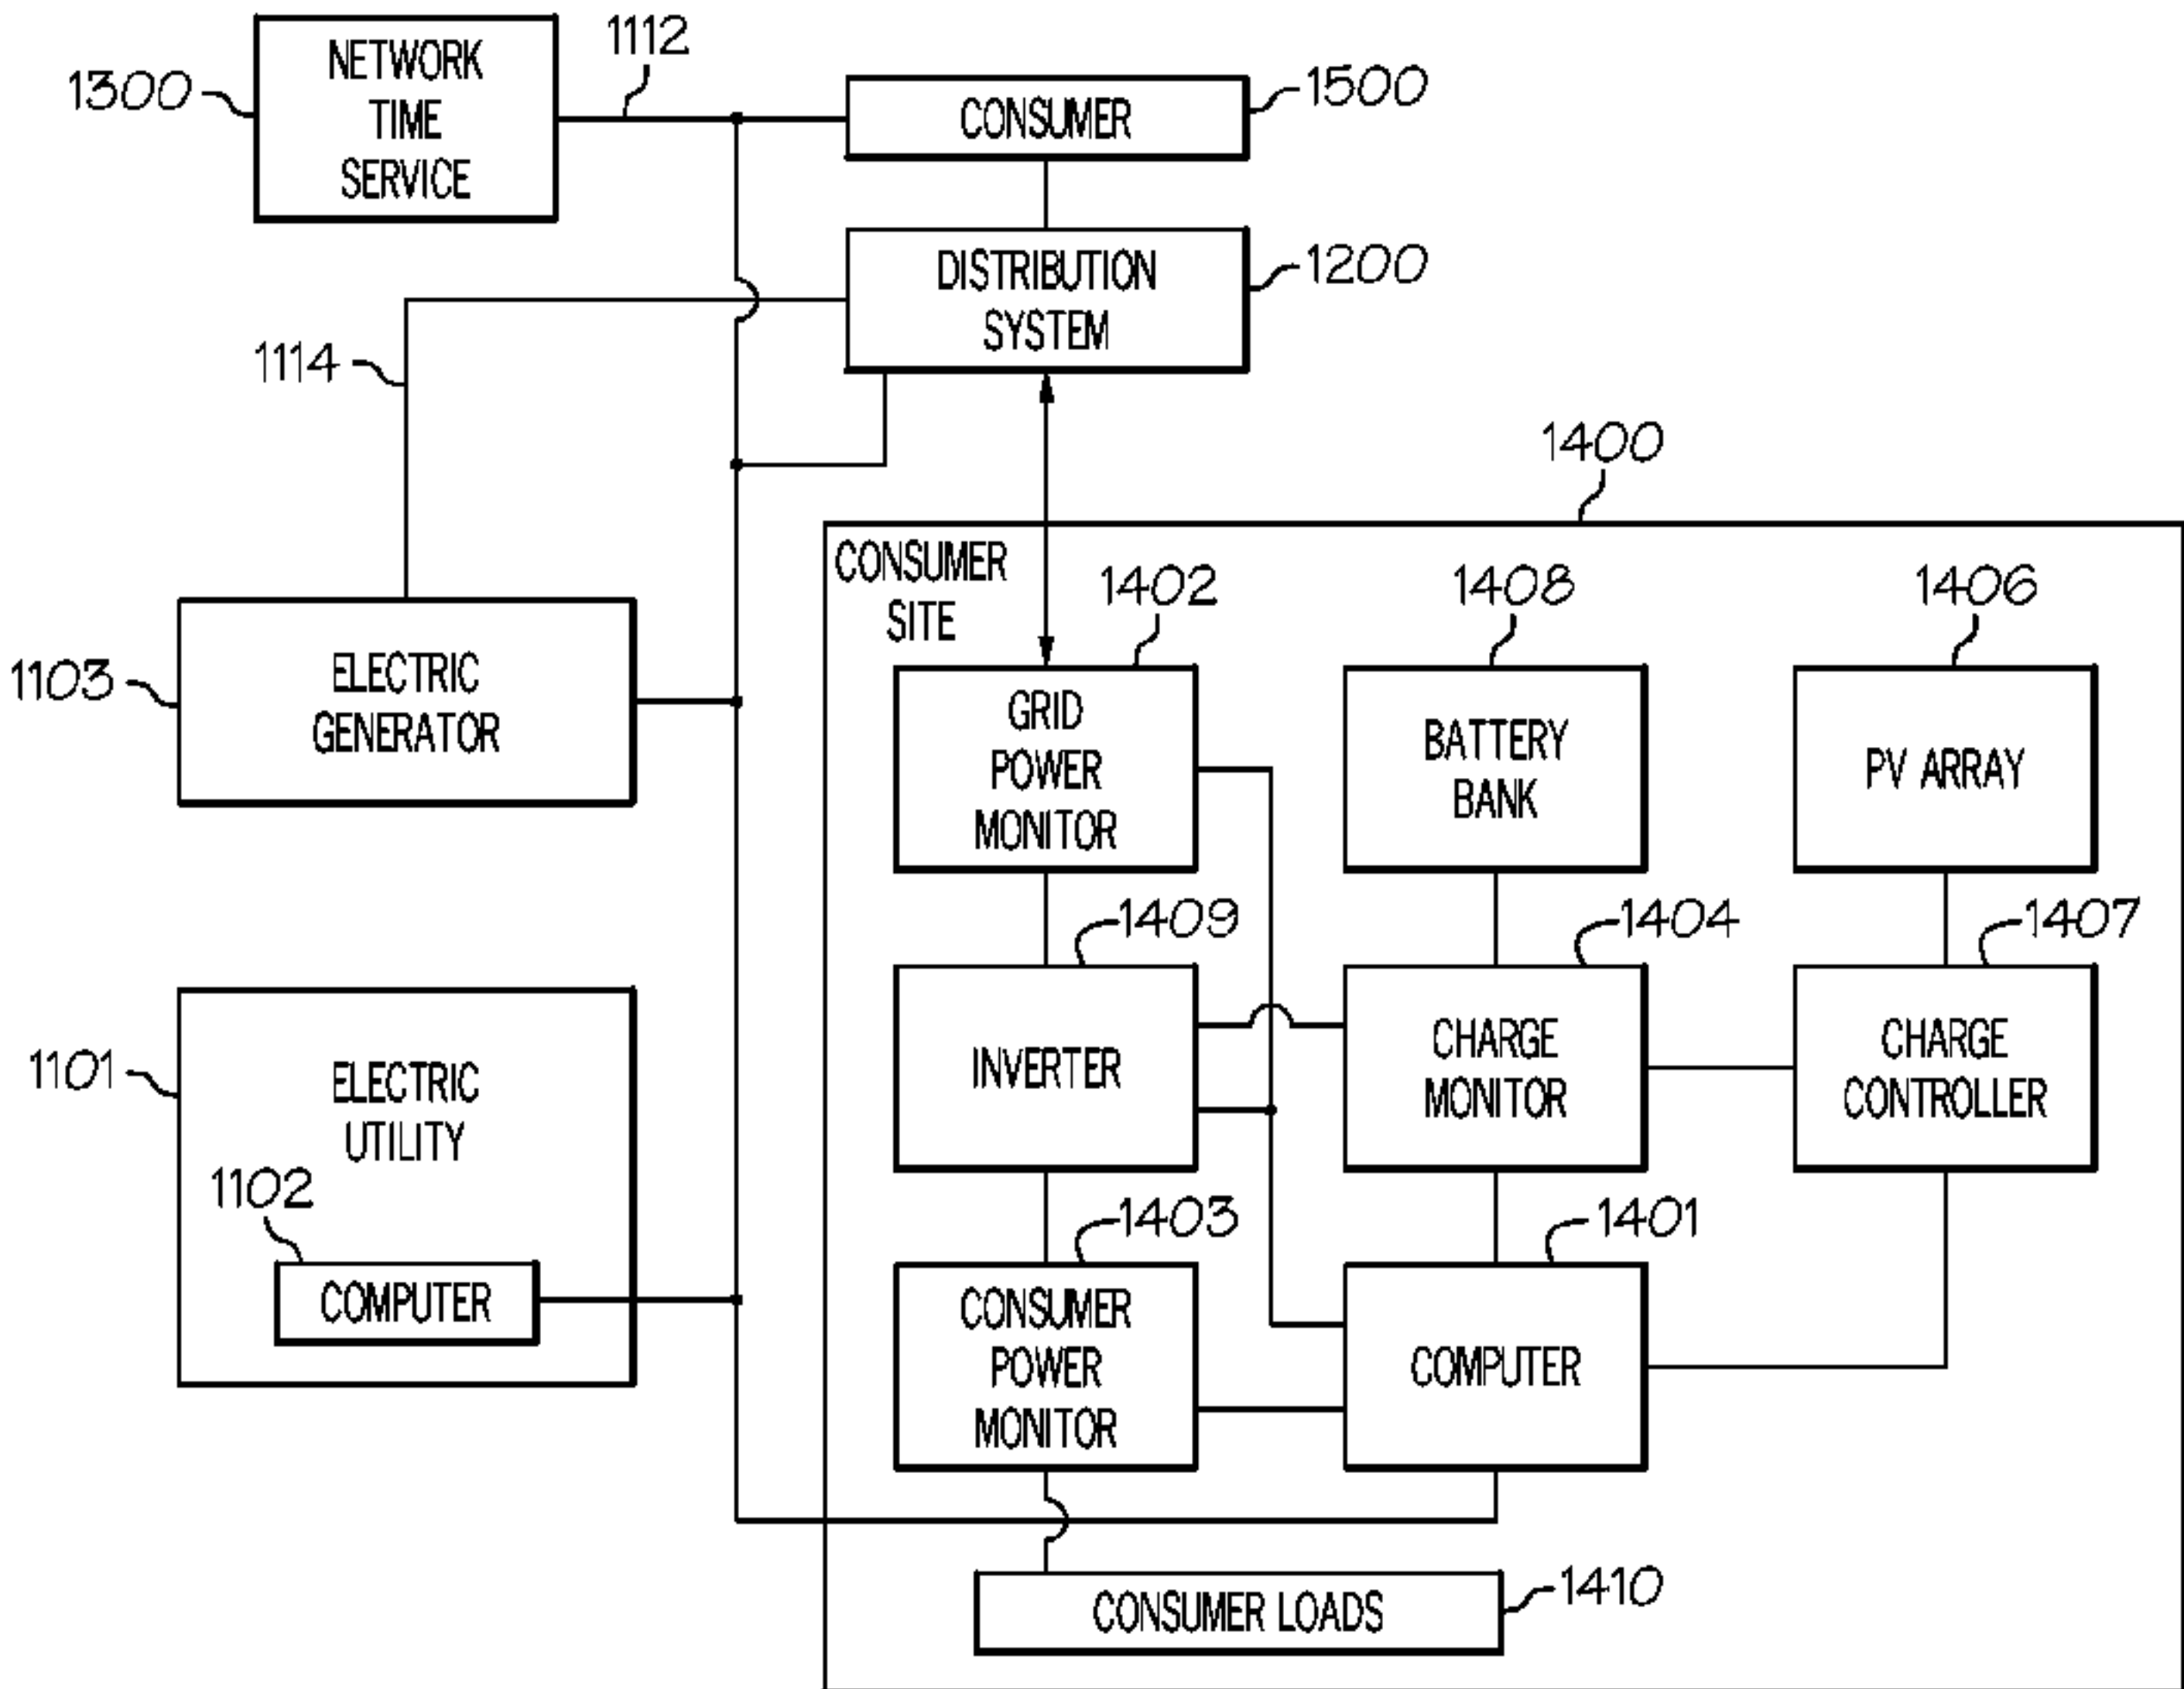 1300
NETWORK
TIME
SERVICE
1112
CONSUMER
1500
DISTRIBUTION
SYSTEM
1200
1114
1400
CONSUMER
SITE
1103
ELECTRIC
GENERATOR
1402
GRID
POWER
MONITOR
1408
BATTERY
BANK
1406
PV ARRAY
1409
INVERTER
1404
CHARGE
MONITOR
1407
CHARGE
CONTROLLER
1101
ELECTRIC
UTILITY
1102
COMPUTER
1403
CONSUMER
POWER
MONITOR
1401
COMPUTER
CONSUMER LOADS
1410